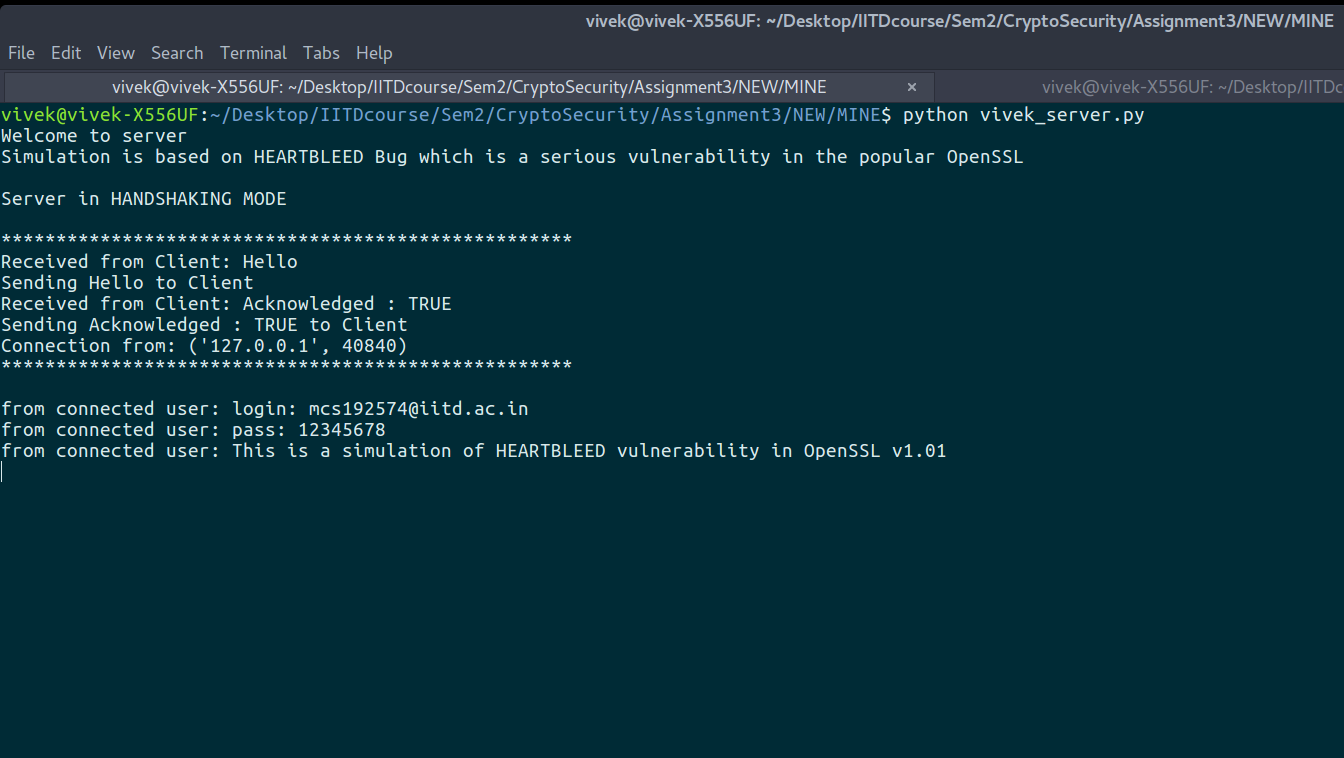 vivek@vivek-X556UF: ~/Desktop/IITDcourse/Sem2/CryptoSecurity/Assignment3/NEW/MINE
File Edit View Search Terminal Tabs Help
vivek@vivek-X556UF: ~/Desktop/IITDcourse/Sem2/CryptoSecurity/Assignment3/NEW/MINE × vivek@vivek-X556UF: ~/Desktop/IITDc
vivek@vivek-X556UF:~/Desktop/IITDcourse/Sem2/CryptoSecurity/Assignment3/NEW/MINE$ python vivek_server.py
Welcome to server
Simulation is based on HEARTBLEED Bug which is a serious vulnerability in the popular OpenSSL
Server in HANDSHAKING MODE
****************************************************
Received from Client: Hello
Sending Hello to Client
Received from Client: Acknowledged : TRUE
Sending Acknowledged : TRUE to Client
Connection from: ('127.0.0.1', 40840)
****************************************************
from connected user: login: mcs192574@iitd.ac.in
from connected user: pass: 12345678
from connected user: This is a simulation of HEARTBLEED vulnerability in OpenSSL v1.01